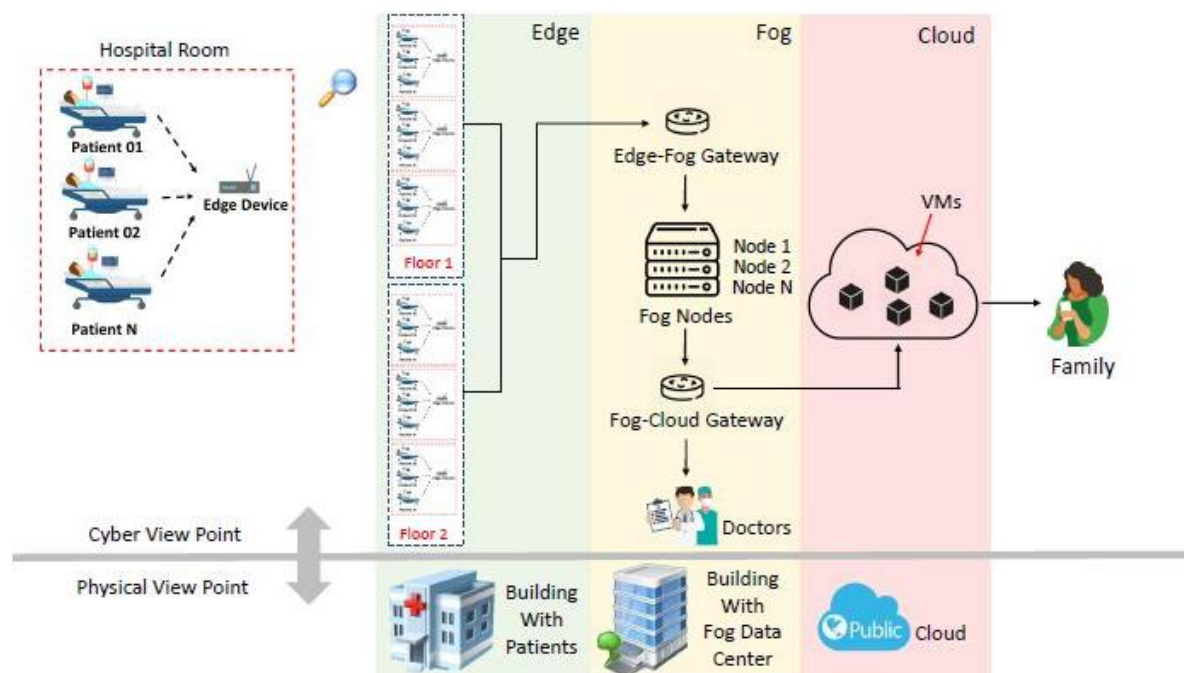 Hospital Room
Patient 01
Patient 02
Patient N
Edge Device
Edge
Floor 1
Floor 2
Fog
Edge-Fog Gateway
Node 1
Node 2
Node N
Fog Nodes
Fog-Cloud Gateway
Doctors
Cloud
VMs
Family
Cyber View Point
Physical View Point
Building
With
Patients
Building
With
Fog Data
Center
Public
Cloud